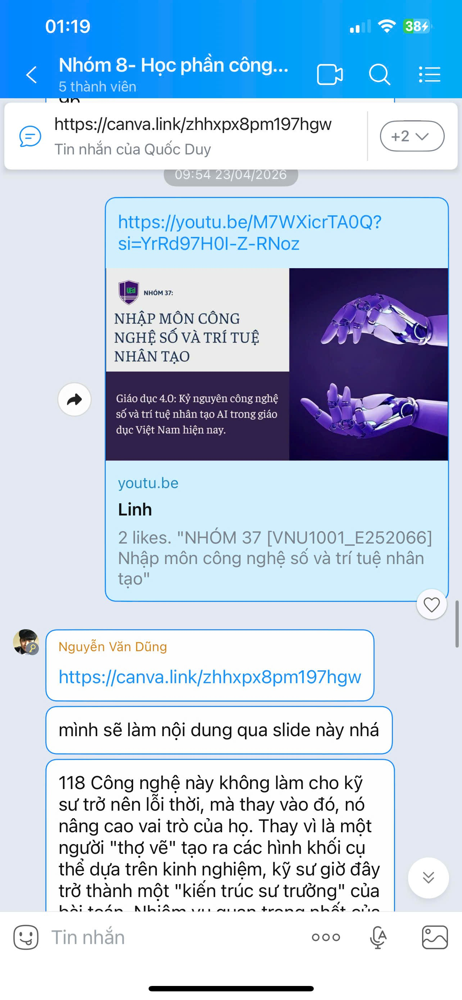 01:19
38
Nhóm 8- Học phần công...
5 thành viên
https://canva.link/zhhxpx8pm197hgw
Tin nhắn của Quốc Duy
+2
09:54 23/04/2026
https://youtu.be/M7WXicrTA0Q?
si=YrRd97H0I-Z-RNoz
UEd
NHÓM 37:
NHẬP MÔN CÔNG
NGHỆ SỐ VÀ TRÍ TUỆ
NHÂN TẠO
Giáo dục 4.0: Kỷ nguyên công nghệ
số và trí tuệ nhân tạo AI trong giáo
dục Việt Nam hiện nay.
youtu.be
Linh
2 likes. "NHÓM 37 [VNU1001_E252066]
Nhập môn công nghệ số và trí tuệ nhân
tạo"
Nguyễn Văn Dũng
https://canva.link/zhhxpx8pm197hgw
mình sẽ làm nội dung qua slide này nhá
118 Công nghệ này không làm cho kỹ
sư trở nên lỗi thời, mà thay vào đó, nó
nâng cao vai trò của họ. Thay vì là một
người "thợ vẽ" tạo ra các hình khối cụ
thể dựa trên kinh nghiệm, kỹ sư giờ đây
trở thành một "kiến trúc sư trưởng" của
bài toán. Nhiệm vụ quan trọng nhất của
Tin nhắn